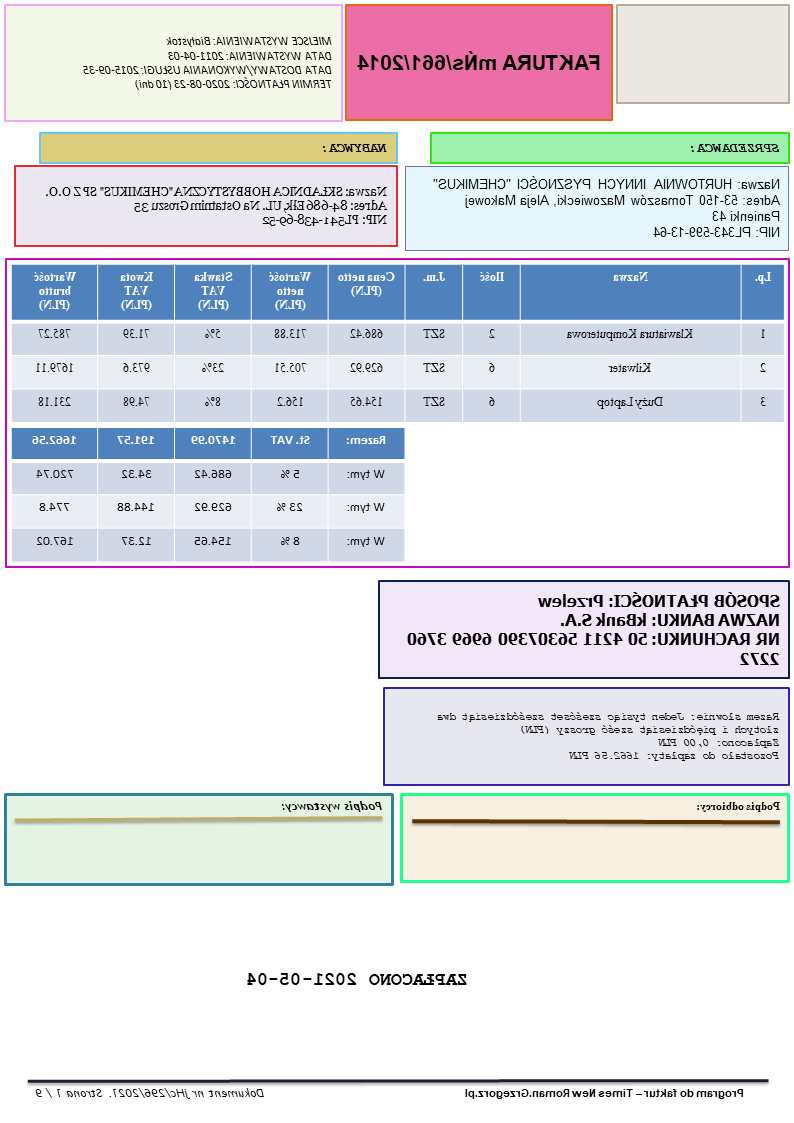 FAKTURA mŃs/661/2014
MIEJSCE WYSTAWIENIA: Białystok
DATA WYSTAWIENIA: 2011-04-03
DATA DOSTAWY/WYKONANIA USŁUGI: 2015-09-35
TERMIN PŁATNOŚCI: 2020-08-23 (10 dni)
SPRZEDAWCA :
Nazwa: HURTOWNIA INNYCH PYSZNOŚCI "CHEMIKUS"
Adres: 53-150 Tomaszów Mazowiecki, Aleja Makowej
Panienki 43
NIP: PL343-599-13-64
NABYWCA :
Nazwa: SKŁADNICA HOBBYSTYCZNA "CHEMIKUS" SP Z O.O.
Adres: 84-686 Ełk, UL. Na Ostatnim Groszu 35
NIP: PL541-438-69-52
Lp. Nazwa Ilość J.m. Cena netto (PLN) Wartość netto (PLN) Stawka VAT (PLN) Kwota VAT (PLN) Wartość brutto (PLN)
1 Klawiatura Komputerowa 2 SZT 686.42 713.88 5% 71.39 785.27
2 Kilwater 6 SZT 629.92 705.51 23% 973.6 1679.11
3 Duży Laptop 6 SZT 154.65 156.2 8% 74.98 231.18
Razem: St. VAT 1470.99 191.57 1662.56
W tym: 5 % 686.42 34.32 720.74
W tym: 23 % 629.92 144.88 774.8
W tym: 8 % 154.65 12.37 167.02
SPOSÓB PŁATNOŚCI: Przelew
NAZWA BANKU: kBank S.A.
NR RACHUNKU: 50 4211 56307390 6969 3760
2272
Razem słownie: Jeden tysiąc sześćset sześćdziesiąt dwa
złotych i pięćdziesiąt sześć groszy (PLN)
Zapłacono: 0,00 PLN
Pozostało do zapłaty: 1662.56 PLN
Podpis odbiorcy:
Podpis wystawcy:
ZAPŁACONO 2021-05-04
Program do faktur – Times New Roman.Grzegorz.pl
Dokument nr jHc/296/2021. Strona 1 / 9